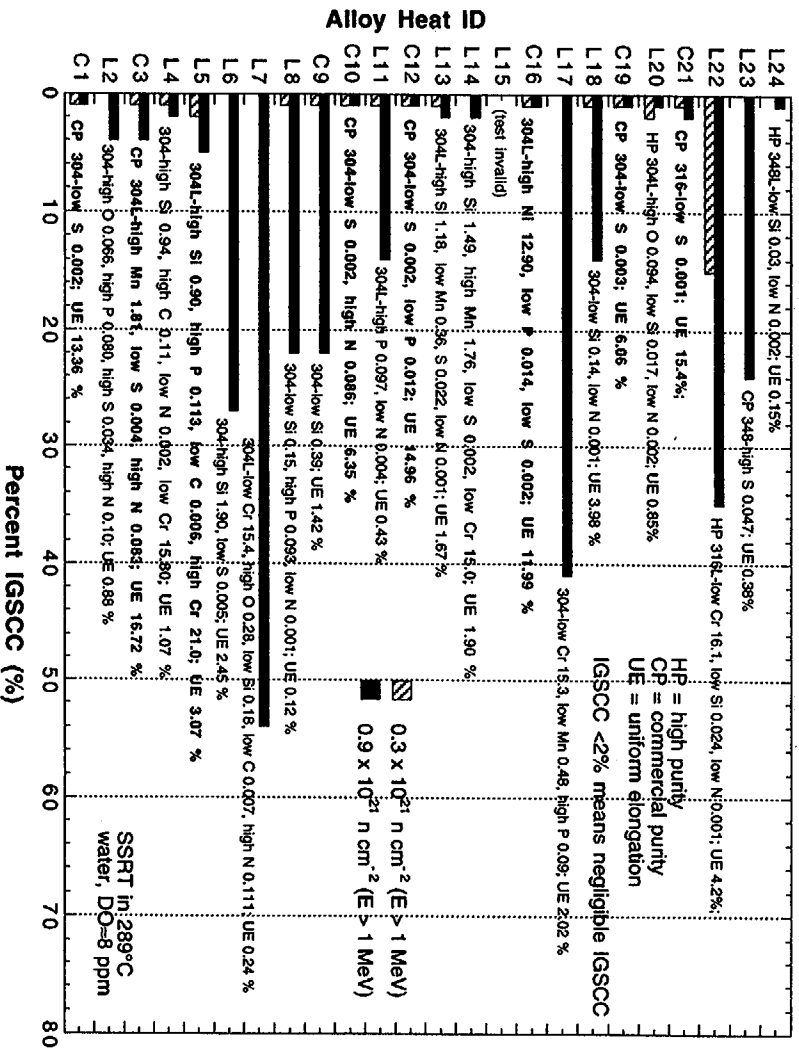 Alloy Heat ID
L24
L23
L22
C21
L20
C19
L18
L17
C16
L15
L14
L13
C12
L11
C10
C9
L8
L7
L6
L5
L4
C3
L2
C1
HP 348L-low Si 0.03, low N 0.002; UE 0.15%
CP 348-high S 0.047; UE 0.38%
HP 316L-low Cr 16.1, low Si 0.024, low N 0.001; UE 4.2%;
CP 316-low S 0.001; UE 15.4%;
HP 304L-high O 0.094, low Si 0.017, low N 0.002; UE 0.85%
CP 304-low S 0.003; UE 6.06 %
304-low Si 0.14, low N 0.001; UE 3.98 %
304-low Cr 15.3, low Mn 0.48, high P 0.09; UE 2.02 %
304L-high Ni 12.90, low P 0.014, low S 0.002; UE 11.99 %
(test invalid)
304-high Si 1.49, high Mn 1.76, low S 0.002, low Cr 15.0; UE 1.90 %
304L-high S 1.18, low Mn 0.36, S 0.022, low N 0.001; UE 1.67 %
CP 304-low S 0.002, low P 0.012; UE 14.96 %
304L-high P 0.097, low N 0.004; UE 0.43 %
CP 304-low S 0.002, high N 0.086; UE 6.35 %
304-low Si 0.39; UE 1.42 %
304-low Si 0.15, high P 0.093, low N 0.001; UE 0.12 %
304L-low Cr 15.4, high O 0.28, low Si 0.18, low C 0.007, high N 0.111; UE 0.24 %
304-high Si 1.90, low S 0.005; UE 2.45 %
304L-high Si 0.90, high P 0.113, low C 0.006, high Cr 21.0; UE 3.07 %
304-high Si 0.94, high C 0.11, low N 0.002, low Cr 15.80; UE 1.07 %
CP 304L-high Mn 1.81, low S 0.004, high N 0.083; UE 16.72 %
304-high O 0.066, high P 0.080, high S 0.034, high N 0.10; UE 0.88 %
CP 304-low S 0.002; UE 13.36 %
HP = high purity
CP = commercial purity
UE = uniform elongation
IGSCC <2% means negligible IGSCC
0.3 x 10²¹ n cm⁻² (E > 1 MeV)
0.9 x 10²¹ n cm⁻² (E > 1 MeV)
SSRT in 289°C
water, DO≈8 ppm
0 10 20 30 40 50 60 70 80
Percent IGSCC (%)